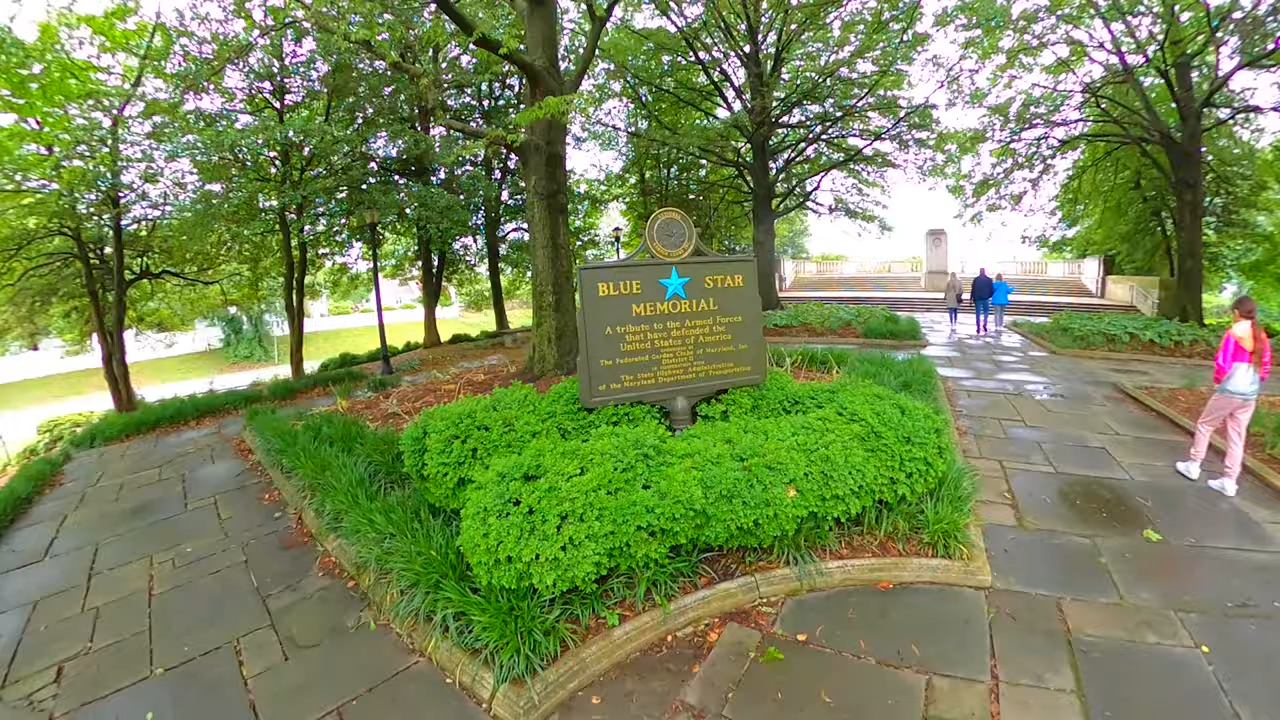 BLUE STAR
MEMORIAL
A tribute to the Armed Forces
that have defended the
United States of America
The Federated Garden Clubs of Maryland, Inc.
District II
The State Highway Administration
of the Maryland Department of Transportation